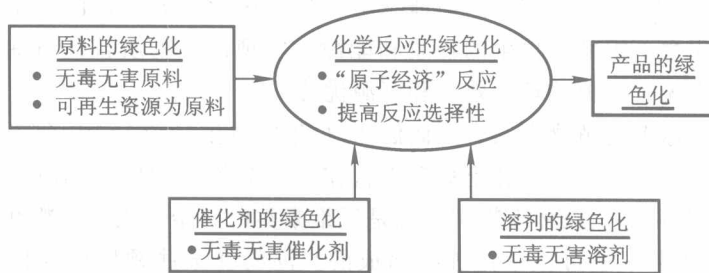 原料的绿色化
• 无毒无害原料
• 可再生资源为原料
化学反应的绿色化
• “原子经济”反应
• 提高反应选择性
产品的绿
色化
催化剂的绿色化
• 无毒无害催化剂
溶剂的绿色化
• 无毒无害溶剂